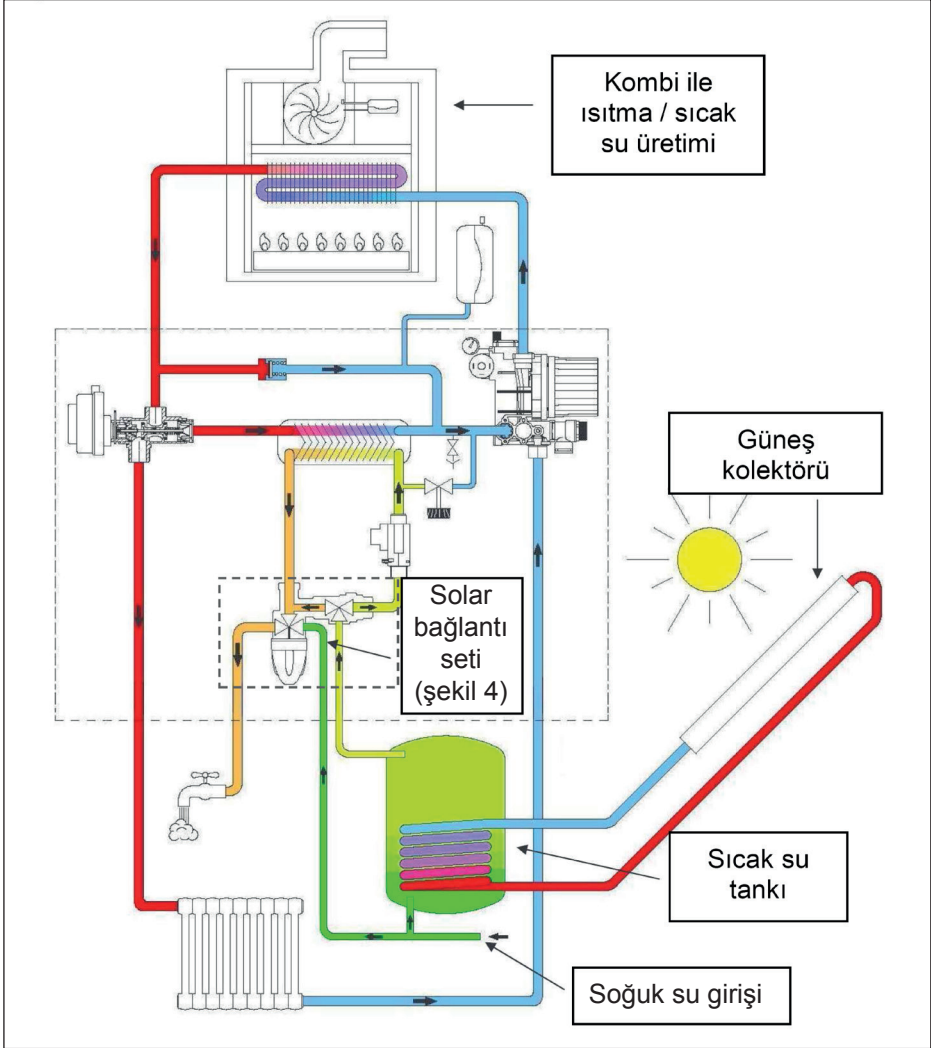 Kombi ile
ısıtma / sıcak
su üretimi
Güneş
kolektörü
Solar
bağlantı
seti
(şekil 4)
Sıcak su
tankı
Soğuk su girişi